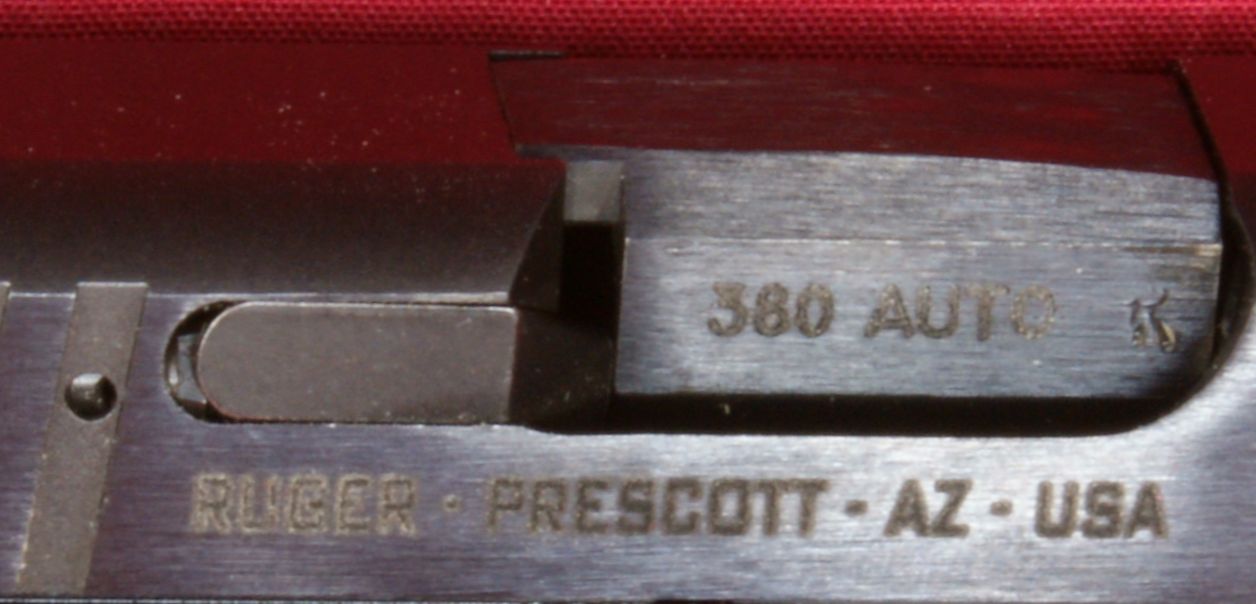 380 AUTO
RUGER - PRESCOTT - AZ - USA